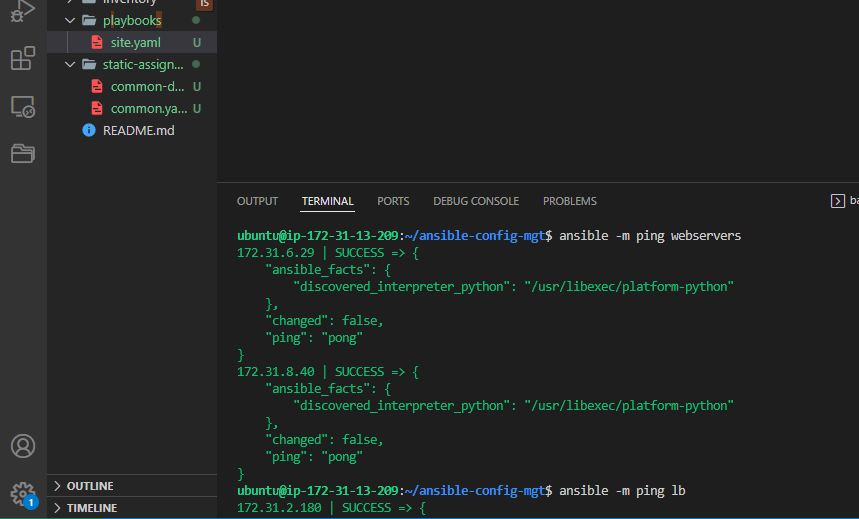 inventory
playbooks
site.yaml U
static-assign...
common-d... U
common.ya... U
README.md
OUTLINE
TIMELINE
1
OUTPUT TERMINAL PORTS DEBUG CONSOLE PROBLEMS
ubuntu@ip-172-31-13-209:~/ansible-config-mgt$ ansible -m ping webservers
172.31.6.29 | SUCCESS => {
    "ansible_facts": {
        "discovered_interpreter_python": "/usr/libexec/platform-python"
    },
    "changed": false,
    "ping": "pong"
}
172.31.8.40 | SUCCESS => {
    "ansible_facts": {
        "discovered_interpreter_python": "/usr/libexec/platform-python"
    },
    "changed": false,
    "ping": "pong"
}
ubuntu@ip-172-31-13-209:~/ansible-config-mgt$ ansible -m ping lb
172.31.2.180 | SUCCESS => {